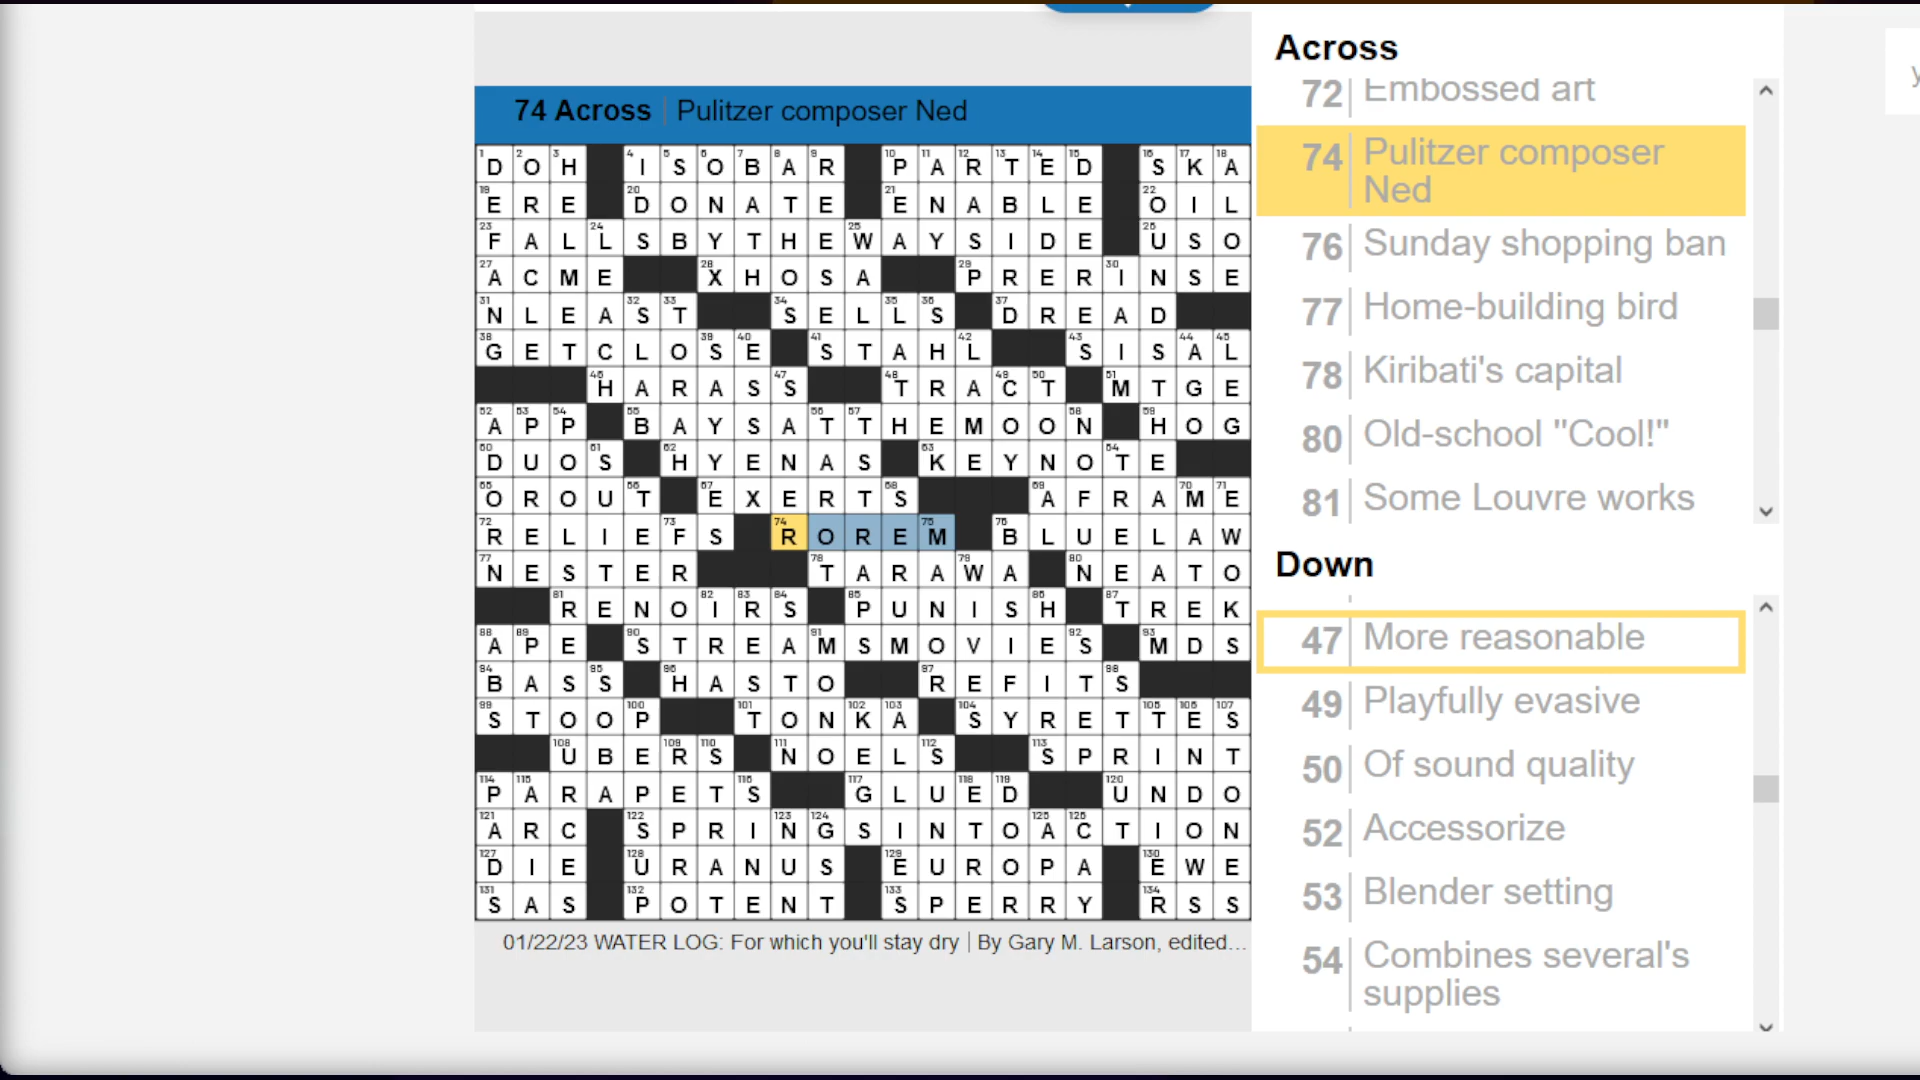 Across
74 Across | Pulitzer composer Ned
72 Embossed art
74 Pulitzer composer
Ned
76 Sunday shopping ban
77 Home-building bird
78 Kiribati's capital
80 Old-school "Cool!"
81 Some Louvre works
Down
47 More reasonable
49 Playfully evasive
50 Of sound quality
52 Accessorize
53 Blender setting
54 Combines several's
supplies
D O H I S O B A R P A R T E D S K A
E R E D O N A T E E N A B L E O I L
F A L L S B Y T H E W A Y S I D E U S O
A C M E X H O S A P R E R I N S E
N L E A S T S E L L S D R E A D
G E T C L O S E S T A H L S I S A L
H A R A S S T R A C T M T G E
A P P B A Y S A T T H E M O O N H O G
D U O S H Y E N A S K E Y N O T E
O R O U T E X E R T S A F R A M E
R E L I E F S R O R E M B L U E L A W
N E S T E R T A R A W A N E A T O
R E N O I R S P U N I S H T R E K
A P E S T R E A M S M O V I E S M D S
B A S S H A S T O R E F I T S
S T O O P T O N K A S Y R E T T E S
U B E R S N O E L S S P R I N T
P A R A P E T S G L U E D U N D O
A R C S P R I N G S I N T O A C T I O N
D I E U R A N U S E U R O P A E W E
S A S P O T E N T S P E R R Y R S S
01/22/23 WATER LOG: For which you'll stay dry | By Gary M. Larson, edited...